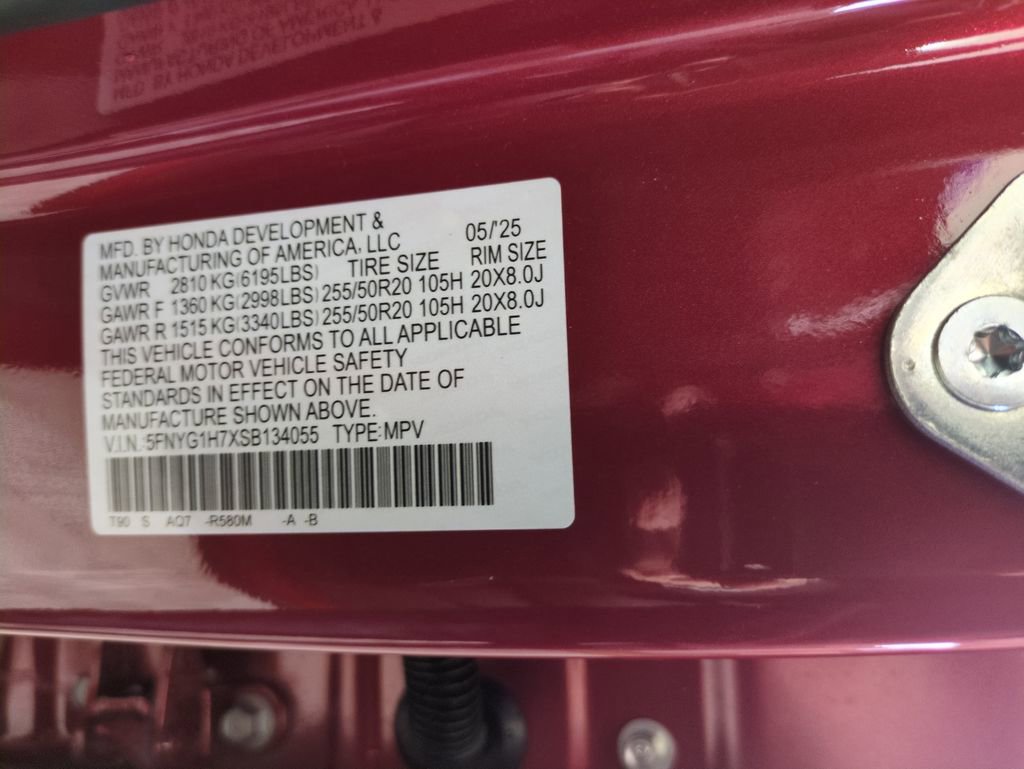 MFD. BY HONDA DEVELOPMENT &
MANUFACTURING OF AMERICA, LLC 05/'25
GVWR 2810 KG(6195LBS) TIRE SIZE RIM SIZE
GAWR F 1360 KG(2998LBS) 255/50R20 105H 20X8.0J
GAWR R 1515 KG(3340LBS) 255/50R20 105H 20X8.0J
THIS VEHICLE CONFORMS TO ALL APPLICABLE
FEDERAL MOTOR VEHICLE SAFETY
STANDARDS IN EFFECT ON THE DATE OF
MANUFACTURE SHOWN ABOVE.
V.I.N.:5FNYG1H7XSB134055 TYPE:MPV
T90 S AQ7 -R580M -A -B